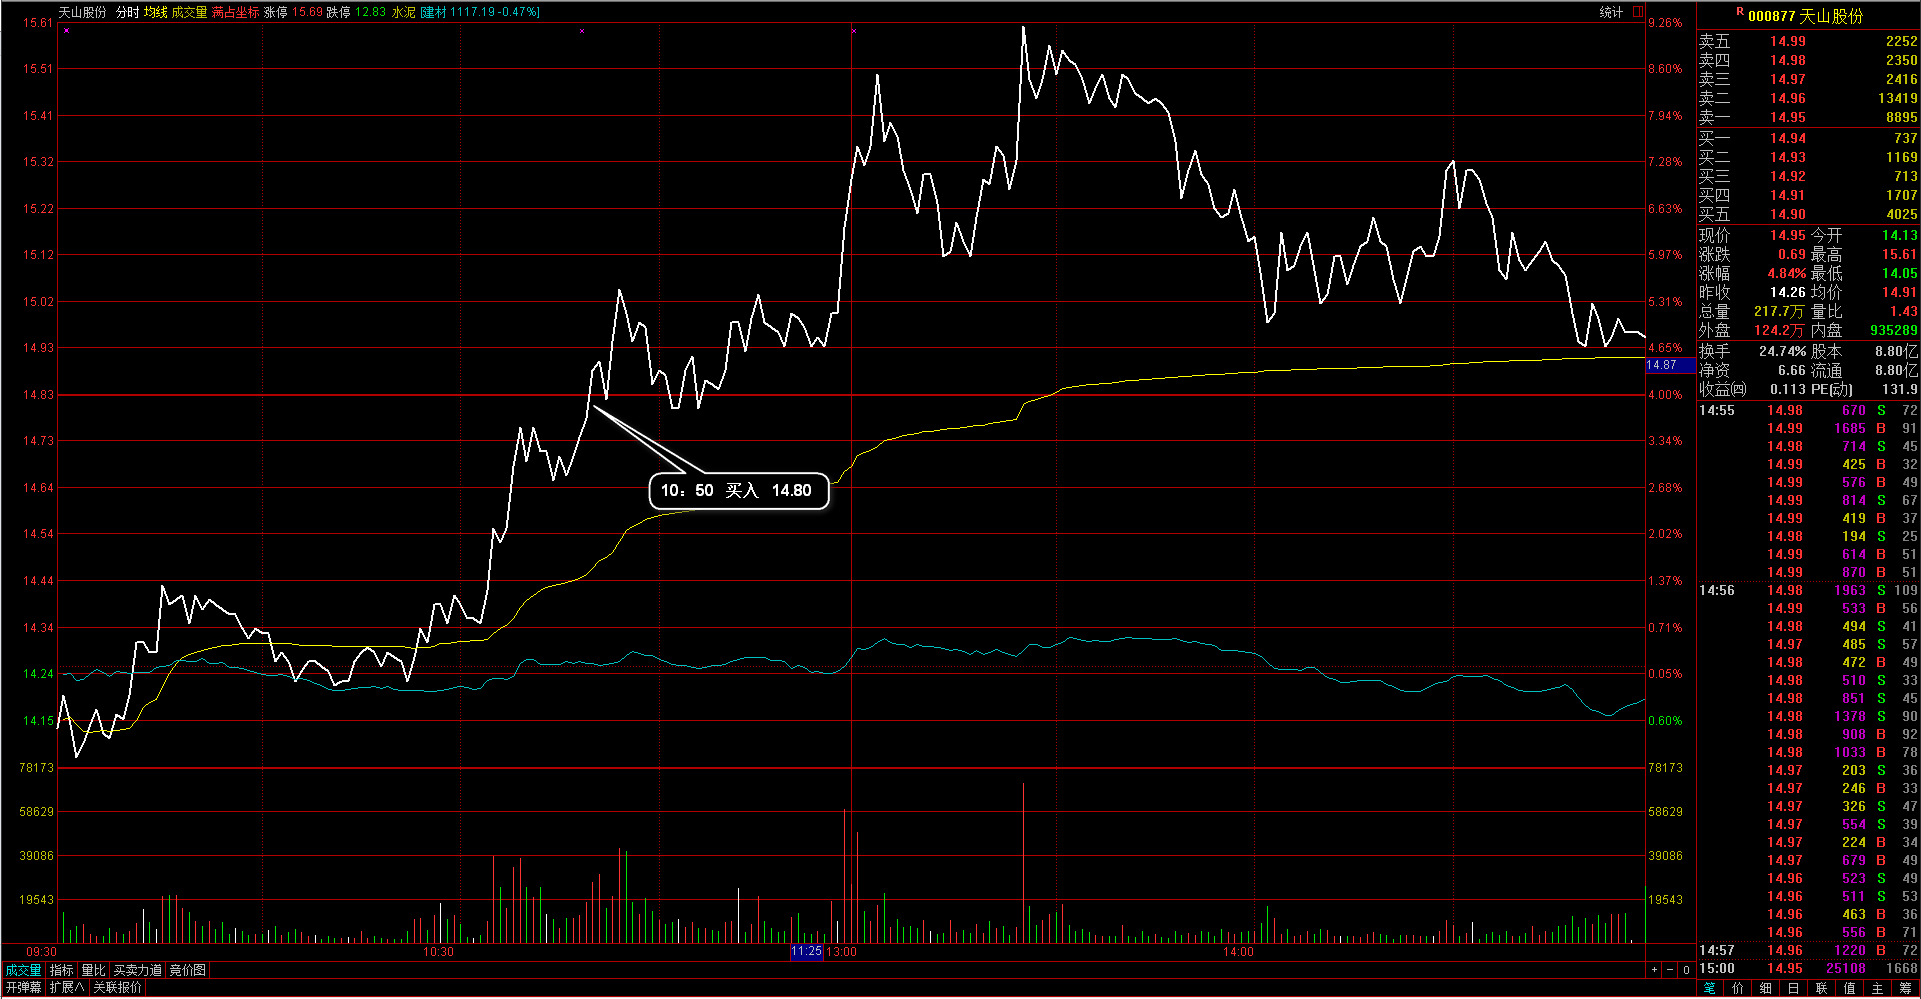 天山股份 分时 均线 成交量 满占坐标 涨停 15.69 跌停 12.83 水泥 [建材 1117.19 -0.47%] 统计
15.61 9.26%
15.51 8.60%
15.41 7.94%
15.32 7.28%
15.22 6.63%
15.12 5.97%
15.02 5.31%
14.93 4.65%
14.87
14.83 4.00%
14.73 3.34%
14.64 2.68%
10：50 买入 14.80
14.54 2.02%
14.44 1.37%
14.34 0.71%
14.24 0.05%
14.15 0.60%
78173 78173
58629 58629
39086 39086
19543 19543
09:30 10:30 11:25 13:00 14:00
成交量 指标 量比 买卖力道 竞价图 + - 0
开弹幕 扩展∧ 关联报价
R 000877 天山股份
卖五 14.99 2252
卖四 14.98 2350
卖三 14.97 2416
卖二 14.96 13419
卖一 14.95 8895
买一 14.94 737
买二 14.93 1169
买三 14.92 713
买四 14.91 1707
买五 14.90 4025
现价 14.95 今开 14.13
涨跌 0.69 最高 15.61
涨幅 4.84% 最低 14.05
昨收 14.26 均价 14.91
总量 217.7万 量比 1.43
外盘 124.2万 内盘 935289
换手 24.74% 股本 8.80亿
净资 6.66 流通 8.80亿
收益㈣ 0.113 PE(动) 131.9
14:55 14.98 670 S 72
14.99 1685 B 91
14.98 714 S 45
14.99 425 B 32
14.99 576 B 49
14.99 814 S 67
14.99 419 B 37
14.98 194 S 25
14.99 614 B 51
14.99 870 B 51
14:56 14.98 1963 S 109
14.99 533 B 56
14.98 494 S 41
14.97 485 S 57
14.98 472 B 49
14.98 510 S 33
14.98 851 S 45
14.98 1378 S 90
14.98 908 B 92
14.98 1033 B 78
14.97 203 S 36
14.97 246 B 33
14.97 326 S 47
14.97 554 S 39
14.97 224 B 34
14.97 679 B 49
14.96 523 S 49
14.96 511 S 53
14.96 463 B 36
14.96 556 B 71
14:57 14.96 1220 B 72
15:00 14.95 25108 1668
笔 价 细 日 联 值 主 筹